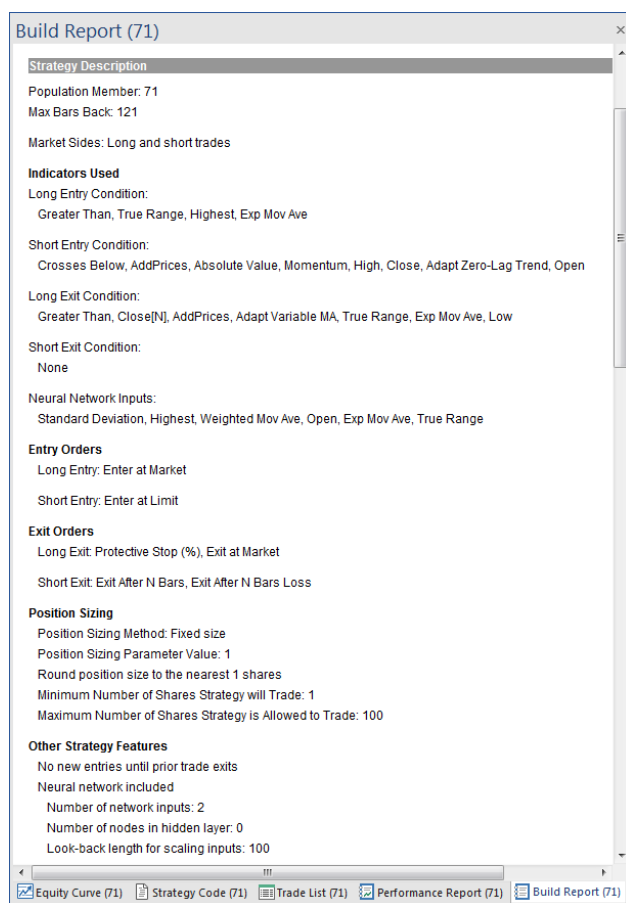 Build Report (71)
Strategy Description
Population Member: 71
Max Bars Back: 121
Market Sides: Long and short trades
Indicators Used
Long Entry Condition:
Greater Than, True Range, Highest, Exp Mov Ave
Short Entry Condition:
Crosses Below, AddPrices, Absolute Value, Momentum, High, Close, Adapt Zero-Lag Trend, Open
Long Exit Condition:
Greater Than, Close[N], AddPrices, Adapt Variable MA, True Range, Exp Mov Ave, Low
Short Exit Condition:
None
Neural Network Inputs:
Standard Deviation, Highest, Weighted Mov Ave, Open, Exp Mov Ave, True Range
Entry Orders
Long Entry: Enter at Market
Short Entry: Enter at Limit
Exit Orders
Long Exit: Protective Stop (%), Exit at Market
Short Exit: Exit After N Bars, Exit After N Bars Loss
Position Sizing
Position Sizing Method: Fixed size
Position Sizing Parameter Value: 1
Round position size to the nearest 1 shares
Minimum Number of Shares Strategy will Trade: 1
Maximum Number of Shares Strategy is Allowed to Trade: 100
Other Strategy Features
No new entries until prior trade exits
Neural network included
Number of network inputs: 2
Number of nodes in hidden layer: 0
Look-back length for scaling inputs: 100
Equity Curve (71) Strategy Code (71) Trade List (71) Performance Report (71) Build Report (71)